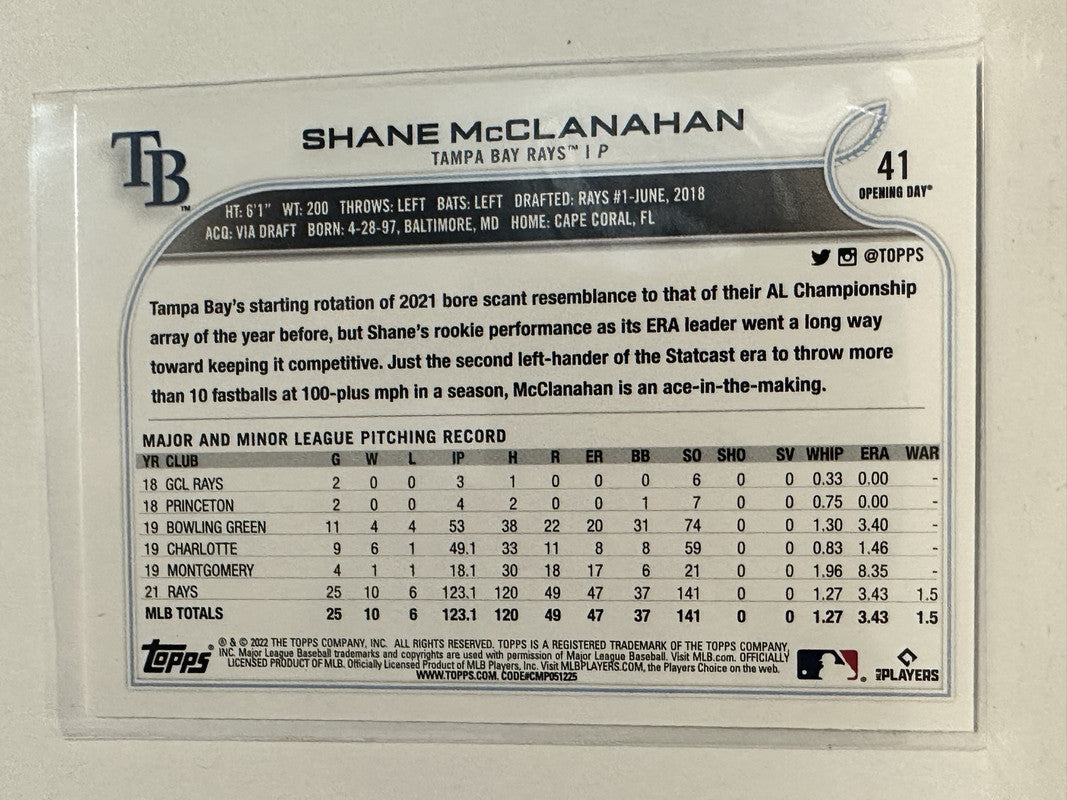 TB™
SHANE McCLANAHAN
TAMPA BAY RAYS™ | P
41
OPENING DAY®
HT: 6'1" WT: 200 THROWS: LEFT BATS: LEFT DRAFTED: RAYS #1-JUNE, 2018
ACQ: VIA DRAFT BORN: 4-28-97, BALTIMORE, MD HOME: CAPE CORAL, FL
@TOPPS
Tampa Bay's starting rotation of 2021 bore scant resemblance to that of their AL Championship
array of the year before, but Shane's rookie performance as its ERA leader went a long way
toward keeping it competitive. Just the second left-hander of the Statcast era to throw more
than 10 fastballs at 100-plus mph in a season, McClanahan is an ace-in-the-making.
MAJOR AND MINOR LEAGUE PITCHING RECORD
YR CLUB G W L IP H R ER BB SO SHO SV WHIP ERA WAR
18 GCL RAYS 2 0 0 3 1 0 0 0 6 0 0 0.33 0.00 -
18 PRINCETON 2 0 0 4 2 0 0 1 7 0 0 0.75 0.00 -
19 BOWLING GREEN 11 4 4 53 38 22 20 31 74 0 0 1.30 3.40 -
19 CHARLOTTE 9 6 1 49.1 33 11 8 8 59 0 0 0.83 1.46 -
19 MONTGOMERY 4 1 1 18.1 30 18 17 6 21 0 0 1.96 8.35 -
21 RAYS 25 10 6 123.1 120 49 47 37 141 0 0 1.27 3.43 1.5
MLB TOTALS 25 10 6 123.1 120 49 47 37 141 0 0 1.27 3.43 1.5
Topps®
® & © 2022 THE TOPPS COMPANY, INC. ALL RIGHTS RESERVED. TOPPS IS A REGISTERED TRADEMARK OF THE TOPPS COMPANY,
INC. Major League Baseball trademarks and copyrights are used with permission of Major League Baseball. Visit MLB.com. OFFICIALLY
LICENSED PRODUCT OF MLB. Officially Licensed Product of MLB Players, Inc. Visit MLBPLAYERS.COM, the Players Choice on the web.
WWW.TOPPS.COM. CODE#CMP051225
MLB PLAYERS